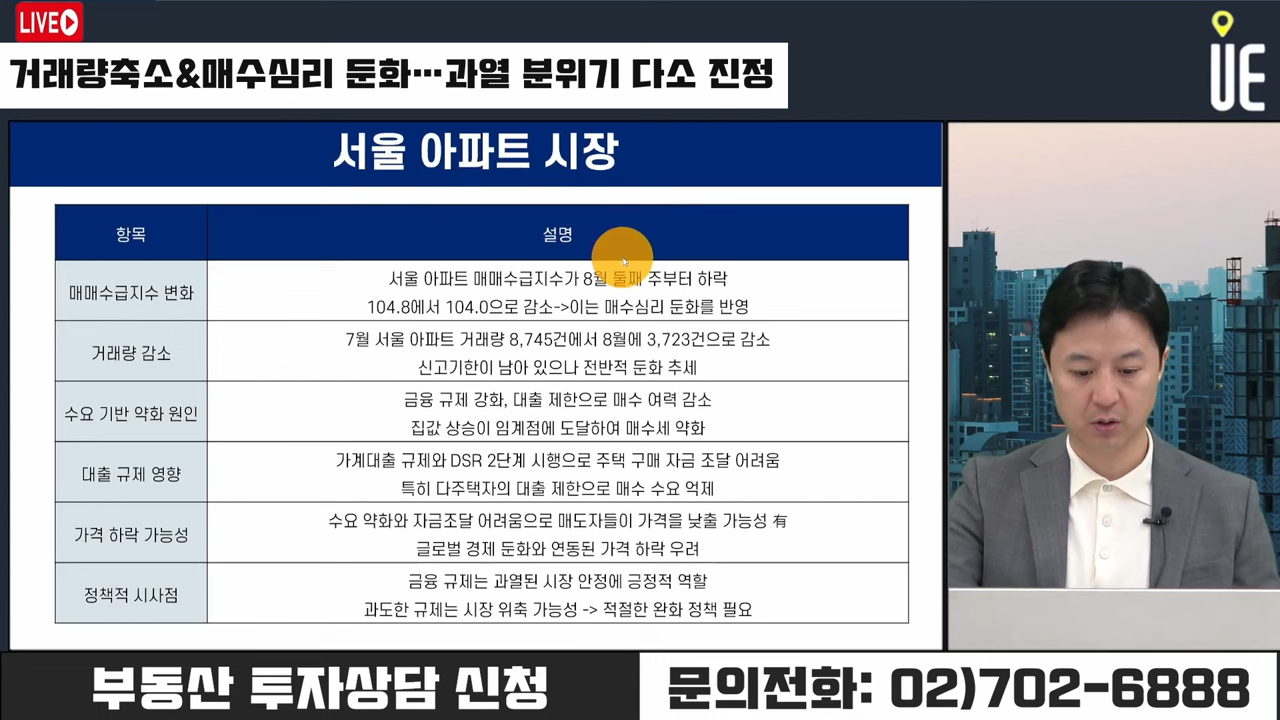 LIVE
거래량축소&매수심리 둔화…과열 분위기 다소 진정
UE
서울 아파트 시장
항목
설명
매매수급지수 변화
서울 아파트 매매수급지수가 8월 둘째 주부터 하락
104.8에서 104.0으로 감소->이는 매수심리 둔화를 반영
거래량 감소
7월 서울 아파트 거래량 8,745건에서 8월에 3,723건으로 감소
신고기한이 남아 있으나 전반적 둔화 추세
수요 기반 약화 원인
금융 규제 강화, 대출 제한으로 매수 여력 감소
집값 상승이 임계점에 도달하여 매수세 약화
대출 규제 영향
가계대출 규제와 DSR 2단계 시행으로 주택 구매 자금 조달 어려움
특히 다주택자의 대출 제한으로 매수 수요 억제
가격 하락 가능성
수요 약화와 자금조달 어려움으로 매도자들이 가격을 낮출 가능성 有
글로벌 경제 둔화와 연동된 가격 하락 우려
정책적 시사점
금융 규제는 과열된 시장 안정에 긍정적 역할
과도한 규제는 시장 위축 가능성 -> 적절한 완화 정책 필요
부동산 투자상담 신청
문의전화: 02)702-6888